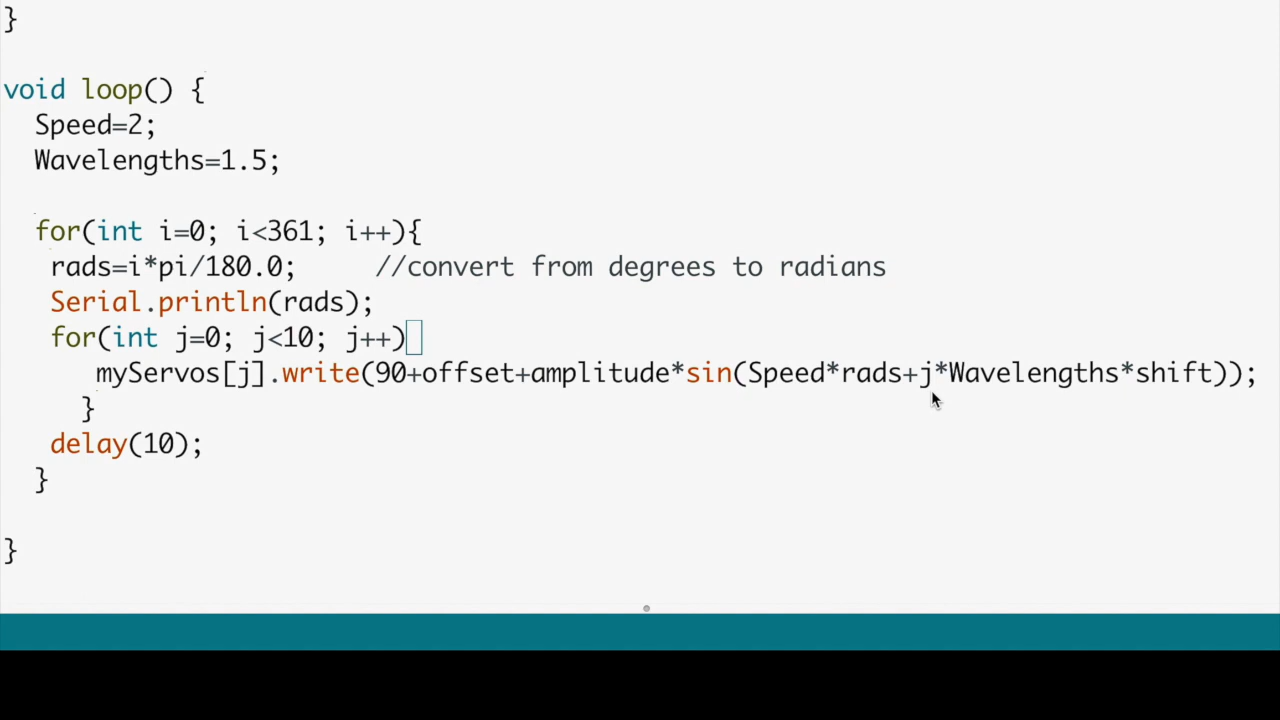 }
void loop() {
Speed=2;
Wavelengths=1.5;
for(int i=0; i<361; i++){
rads=i*pi/180.0; //convert from degrees to radians
Serial.println(rads);
for(int j=0; j<10; j++)
myServos[j].write(90+offset+amplitude*sin(Speed*rads+j*Wavelengths*shift));
}
delay(10);
}
}